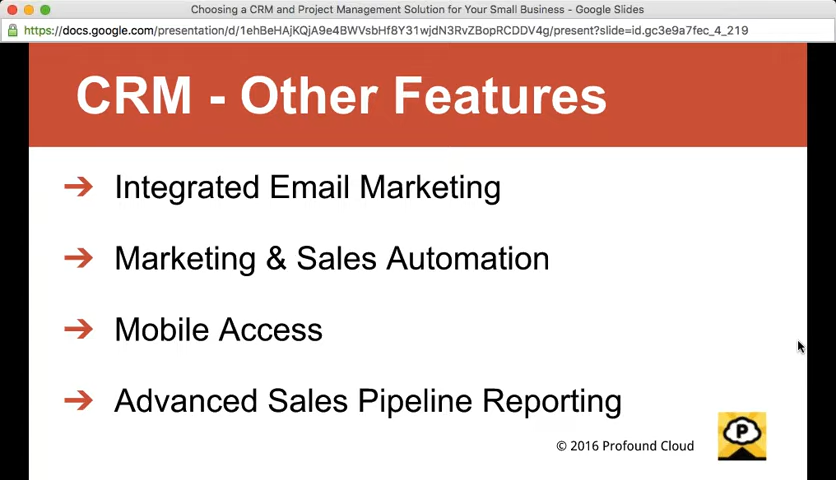 Choosing a CRM and Project Management Solution for Your Small Business - Google Slides
https://docs.google.com/presentation/d/1ehBeHAjKQjA9e4BWVsbHf8Y31wjdN3RvZBopRCDDV4g/present?slide=id.gc3e9a7fec_4_219
CRM - Other Features
➔ Integrated Email Marketing
➔ Marketing & Sales Automation
➔ Mobile Access
➔ Advanced Sales Pipeline Reporting
© 2016 Profound Cloud
P